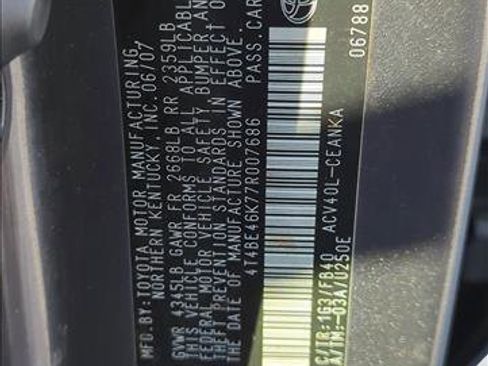 MFD.BY:TOYOTA MOTOR MANUFACTURING,
NORTHERN KENTUCKY, INC. 06/07
GVWR 4345LB GAWR FR 2668LB RR 2359LB
THIS VEHICLE CONFORMS TO ALL APPLICABLE
FEDERAL MOTOR VEHICLE SAFETY, BUMPER AND
THEFT PREVENTION STANDARDS IN EFFECT ON
THE DATE OF MANUFACTURE SHOWN ABOVE.
4T4BE46K77R007686 PASS.CAR
C/TR:1G3/FB40 ACV40L-CEANKA
A/TM:-03A/U250E
06788